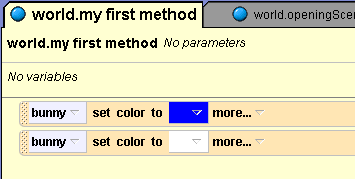 world.my first method
world.openingScen
world.my first method No parameters
No variables
bunny set color to more...
bunny set color to more...